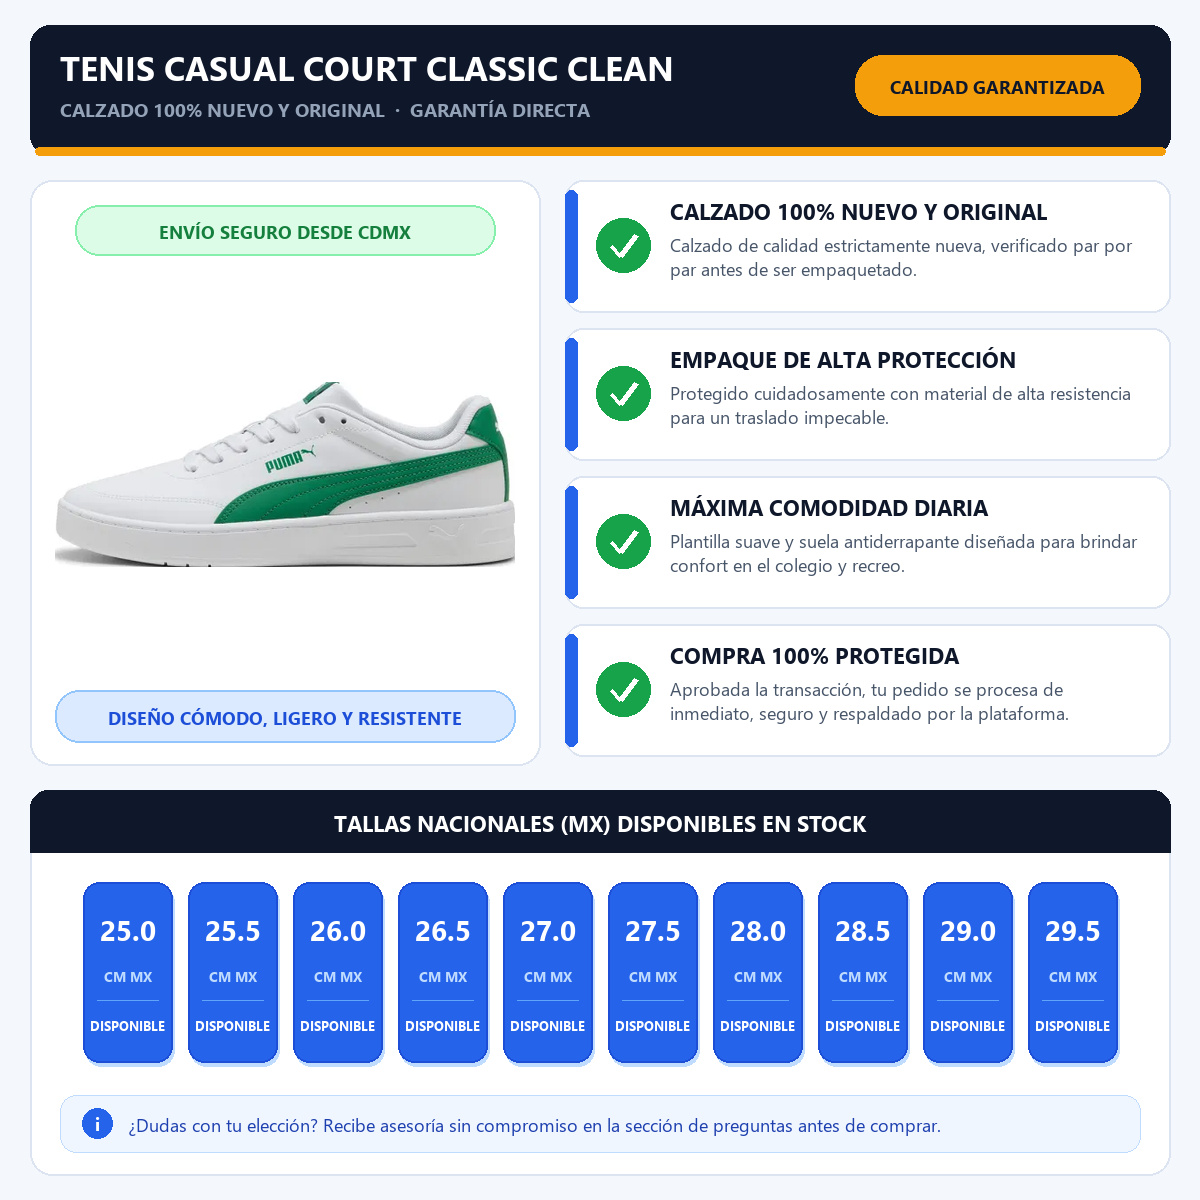 TENIS CASUAL COURT CLASSIC CLEAN
CALZADO 100% NUEVO Y ORIGINAL · GARANTÍA DIRECTA
CALIDAD GARANTIZADA
ENVÍO SEGURO DESDE CDMX
PUMA
DISEÑO CÓMODO, LIGERO Y RESISTENTE
CALZADO 100% NUEVO Y ORIGINAL
Calzado de calidad estrictamente nueva, verificado par por
par antes de ser empaquetado.
EMPAQUE DE ALTA PROTECCIÓN
Protegido cuidadosamente con material de alta resistencia
para un traslado impecable.
MÁXIMA COMODIDAD DIARIA
Plantilla suave y suela antiderrapante diseñada para brindar
confort en el colegio y recreo.
COMPRA 100% PROTEGIDA
Aprobada la transacción, tu pedido se procesa de
inmediato, seguro y respaldado por la plataforma.
TALLAS NACIONALES (MX) DISPONIBLES EN STOCK
25.0 25.5 26.0 26.5 27.0 27.5 28.0 28.5 29.0 29.5
CM MX CM MX CM MX CM MX CM MX CM MX CM MX CM MX CM MX CM MX
DISPONIBLE DISPONIBLE DISPONIBLE DISPONIBLE DISPONIBLE DISPONIBLE DISPONIBLE DISPONIBLE DISPONIBLE DISPONIBLE
i ¿Dudas con tu elección? Recibe asesoría sin compromiso en la sección de preguntas antes de comprar.